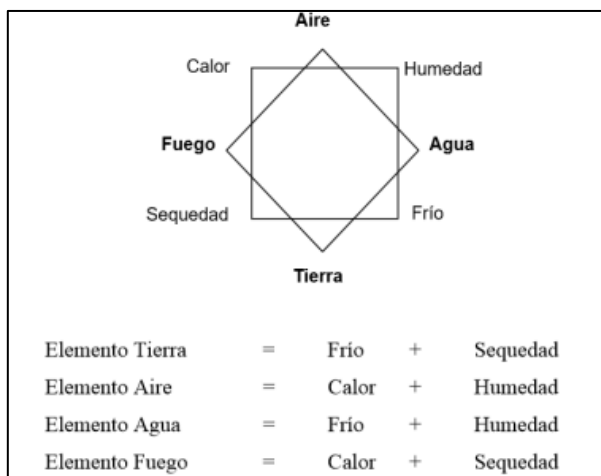 Aire
Calor Humedad
Fuego Agua
Sequedad Frío
Tierra
Elemento Tierra = Frío + Sequedad
Elemento Aire = Calor + Humedad
Elemento Agua = Frío + Humedad
Elemento Fuego = Calor + Sequedad